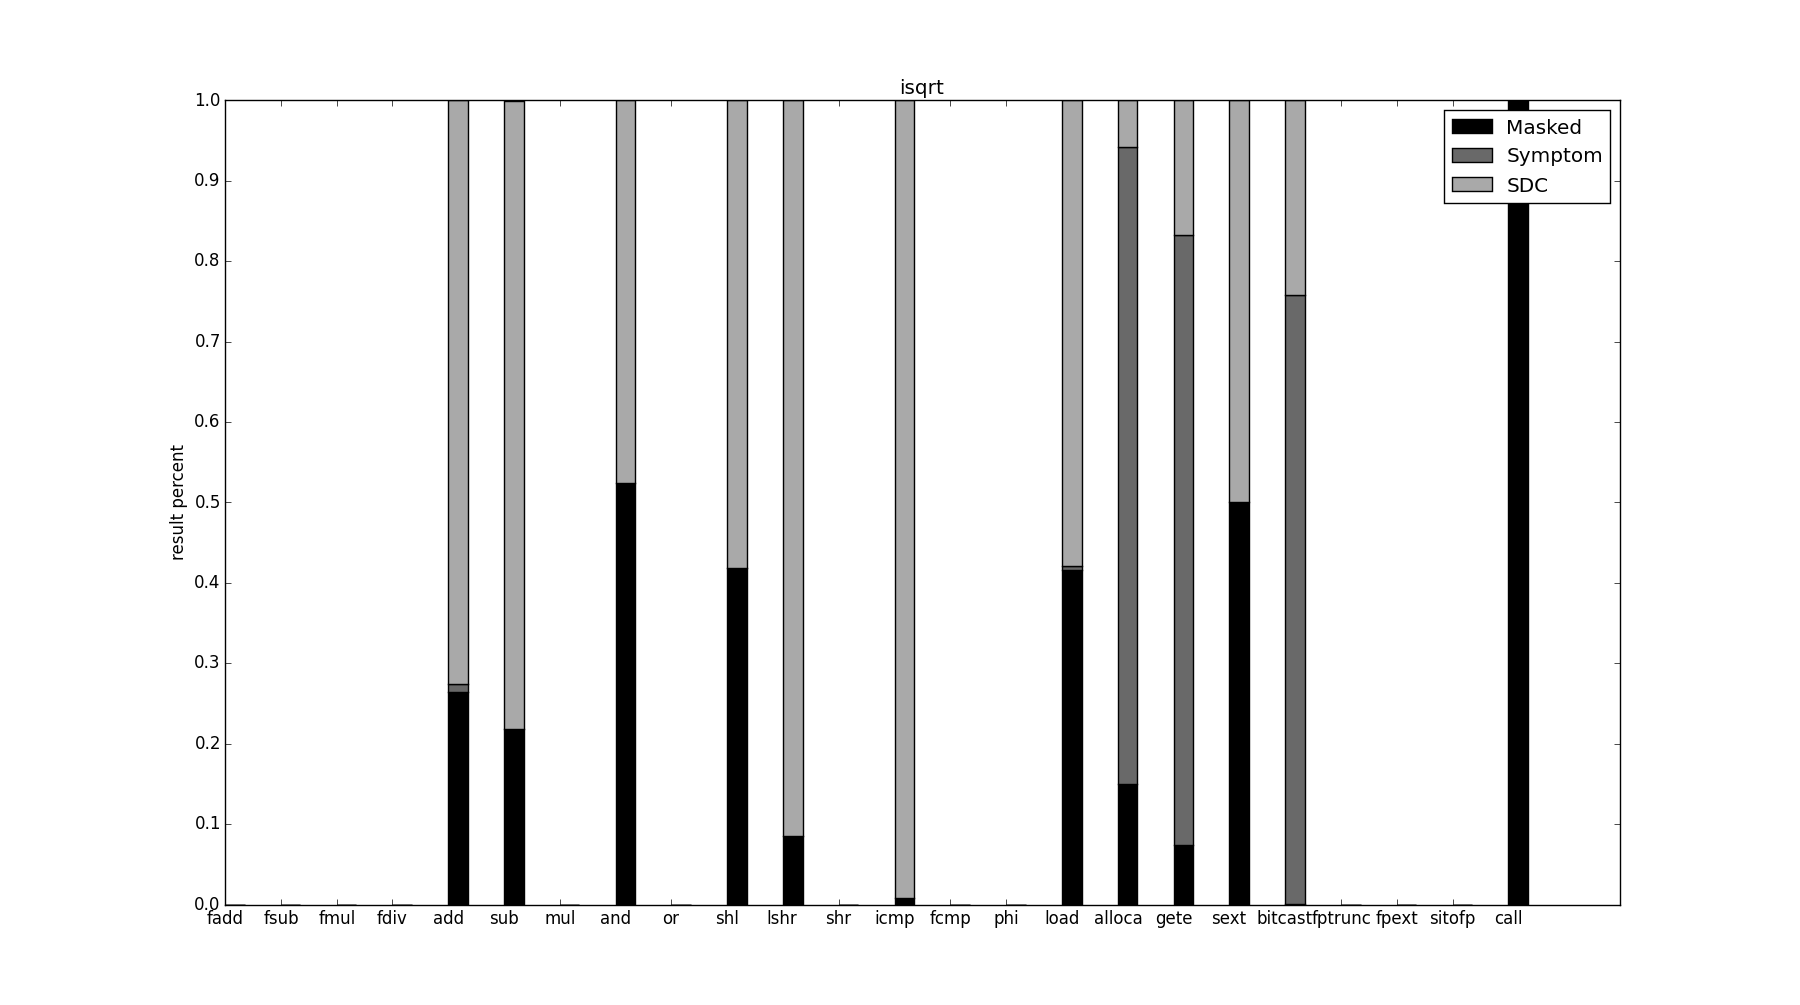 isqrt
1.0
0.9
0.8
0.7
0.6
0.5
0.4
0.3
0.2
0.1
0.0
result percent
Masked
Symptom
SDC
fadd fsub fmul fdiv add sub mul and or shl lshr shr icmp fcmp phi load alloca gete sext bitcast fptrunc fpext sitofp call